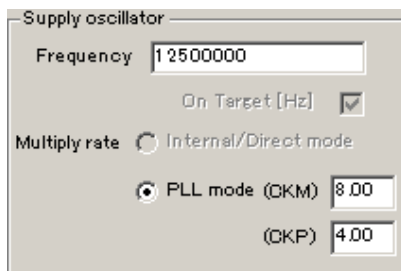 Supply oscillator
Frequency 12500000
On Target [Hz]
Multiply rate Internal/Direct mode
PLL mode (CKM) 8.00
(CKP) 4.00